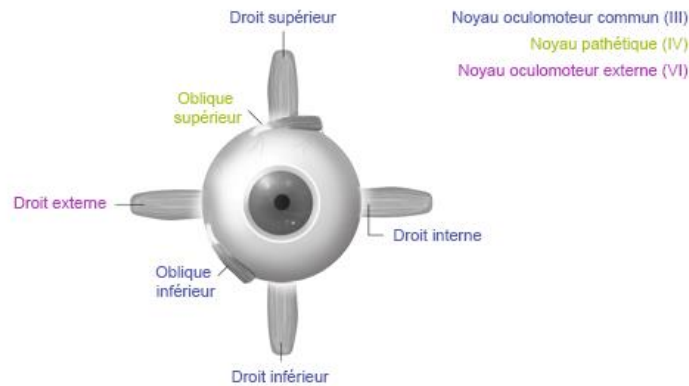 Droit supérieur
Noyau oculomoteur commun (III)
Noyau pathétique (IV)
Noyau oculomoteur externe (VI)
Oblique
supérieur
Droit externe
Droit interne
Oblique
inférieur
Droit inférieur